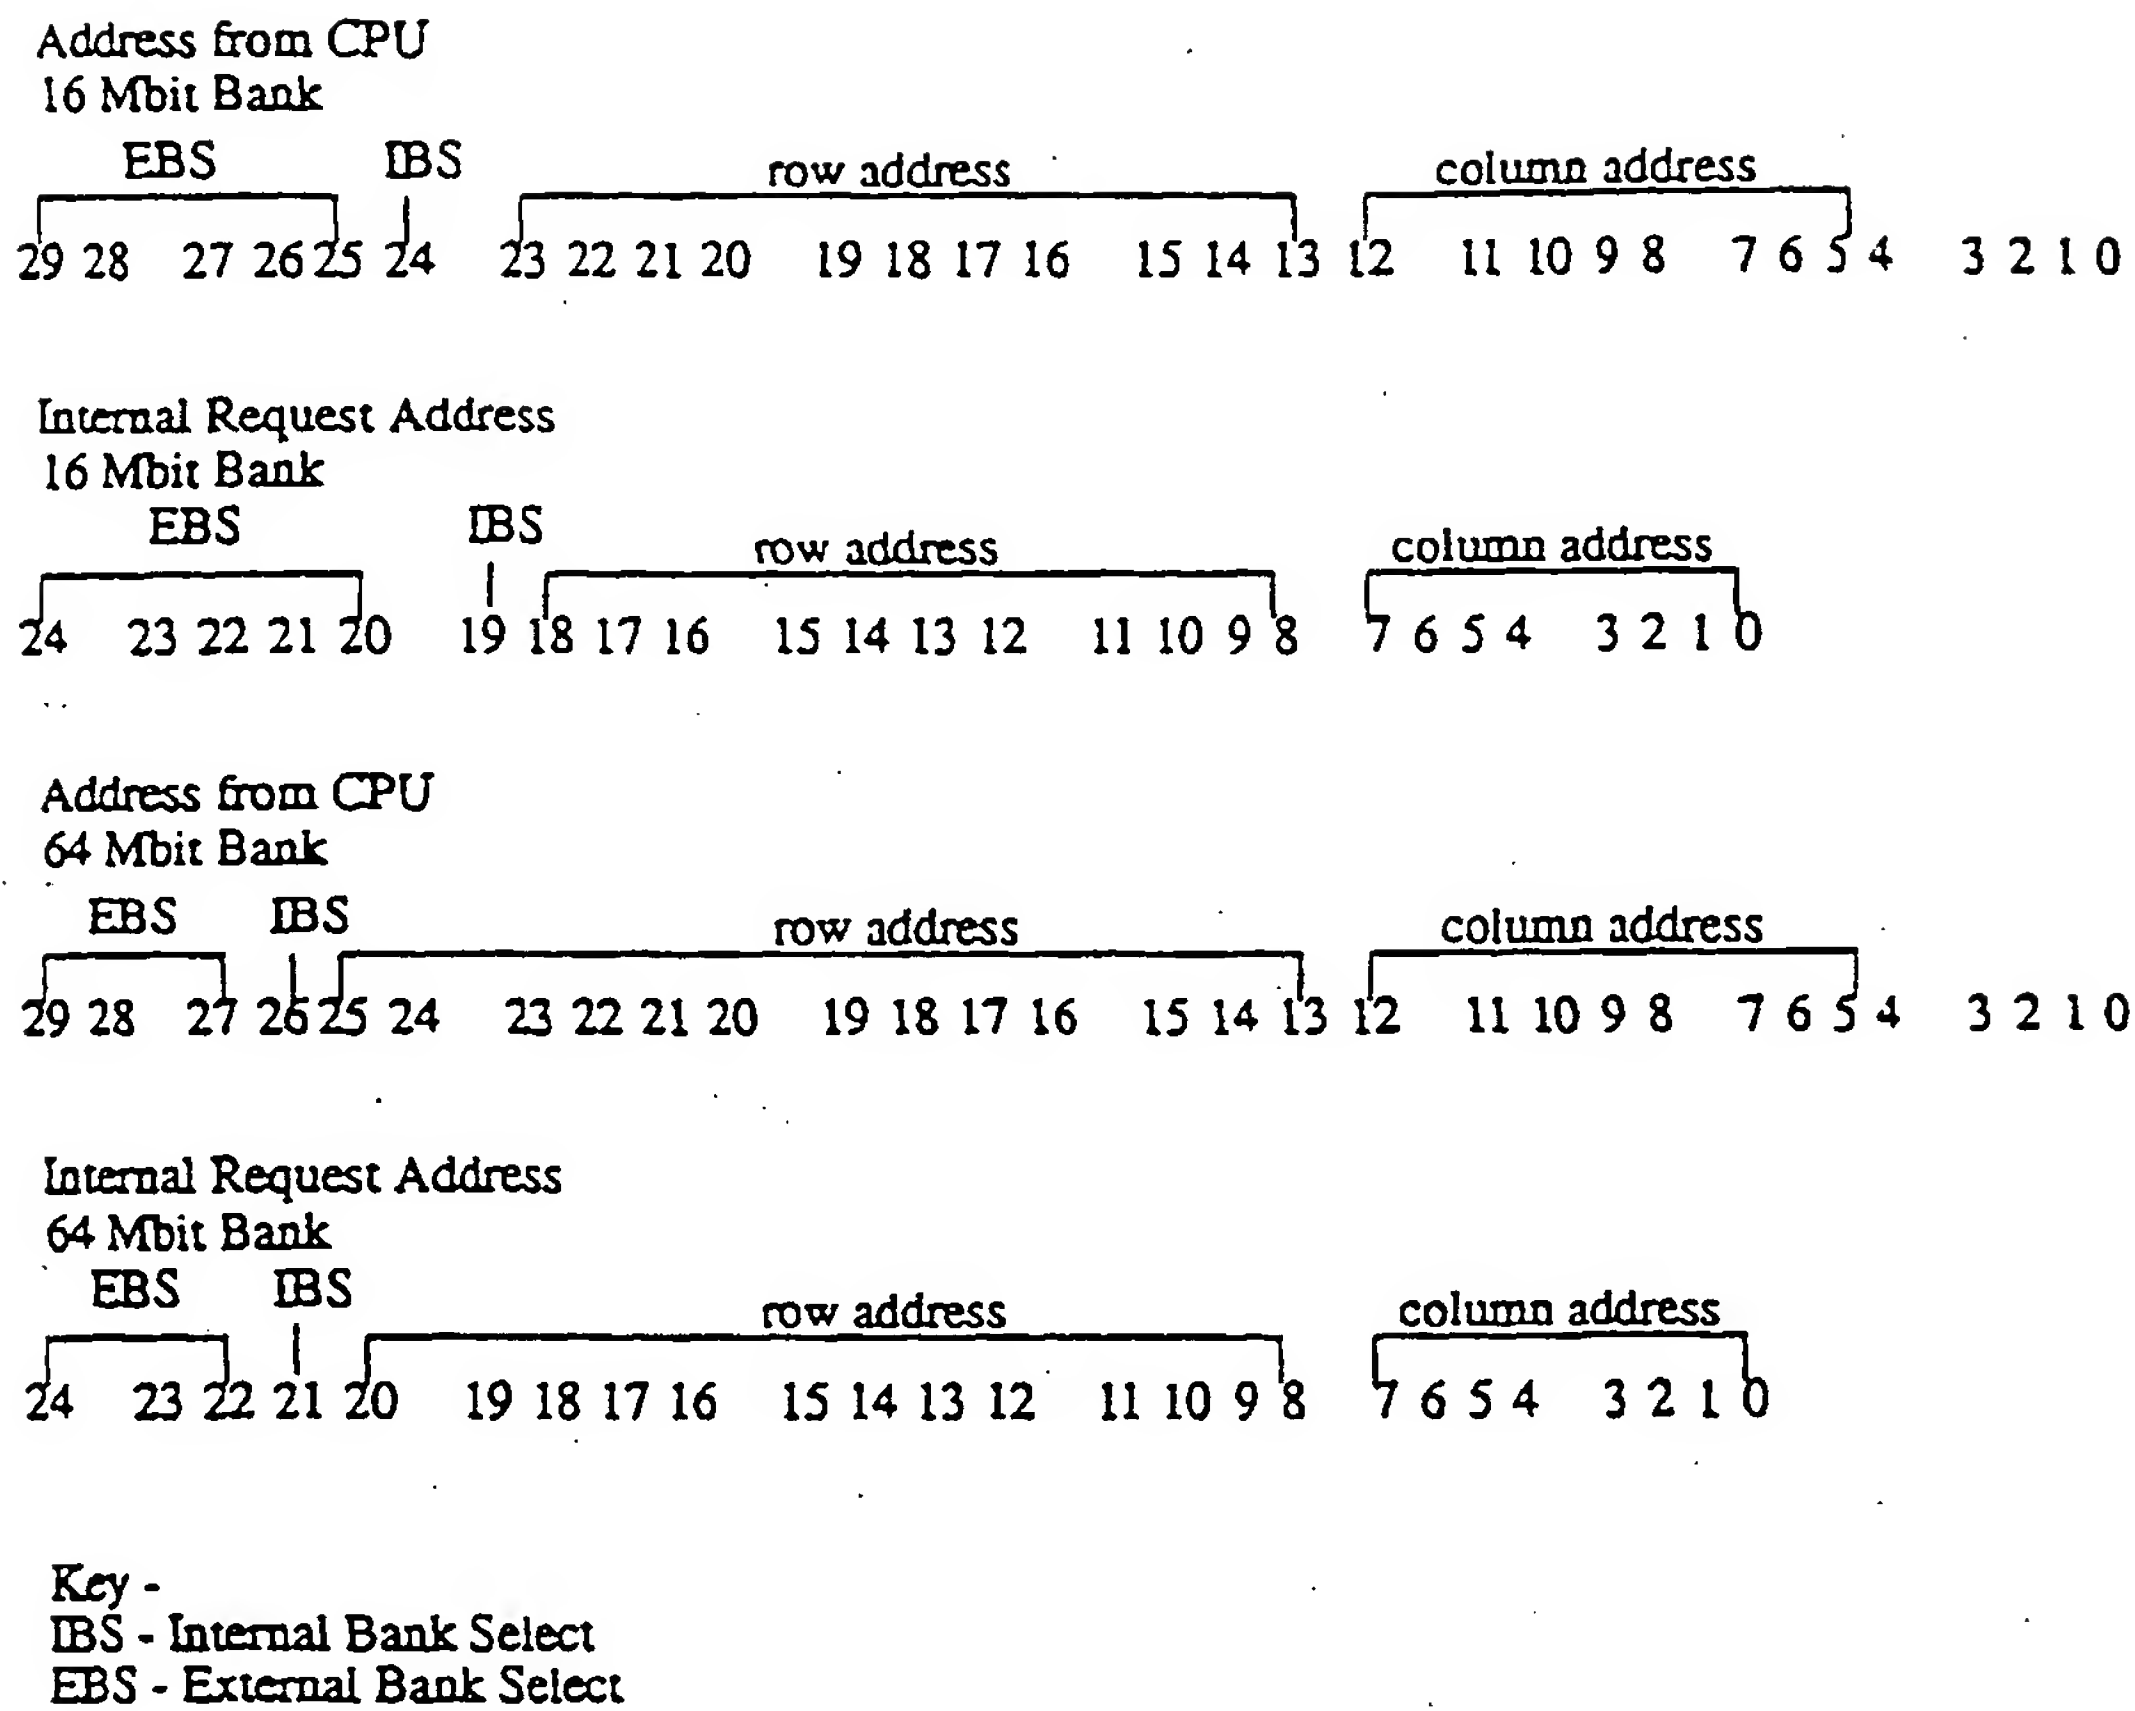 Address from CPU
16 Mbit Bank
EBS IBS row address column address
29 28 27 26 25 24 23 22 21 20 19 18 17 16 15 14 13 12 11 10 9 8 7 6 5 4 3 2 1 0
Internal Request Address
16 Mbit Bank
EBS IBS row address column address
24 23 22 21 20 19 18 17 16 15 14 13 12 11 10 9 8 7 6 5 4 3 2 1 0
Address from CPU
64 Mbit Bank
EBS IBS row address column address
29 28 27 26 25 24 23 22 21 20 19 18 17 16 15 14 13 12 11 10 9 8 7 6 5 4 3 2 1 0
Internal Request Address
64 Mbit Bank
EBS IBS row address column address
24 23 22 21 20 19 18 17 16 15 14 13 12 11 10 9 8 7 6 5 4 3 2 1 0
Key -
IBS - Internal Bank Select
EBS - External Bank Select